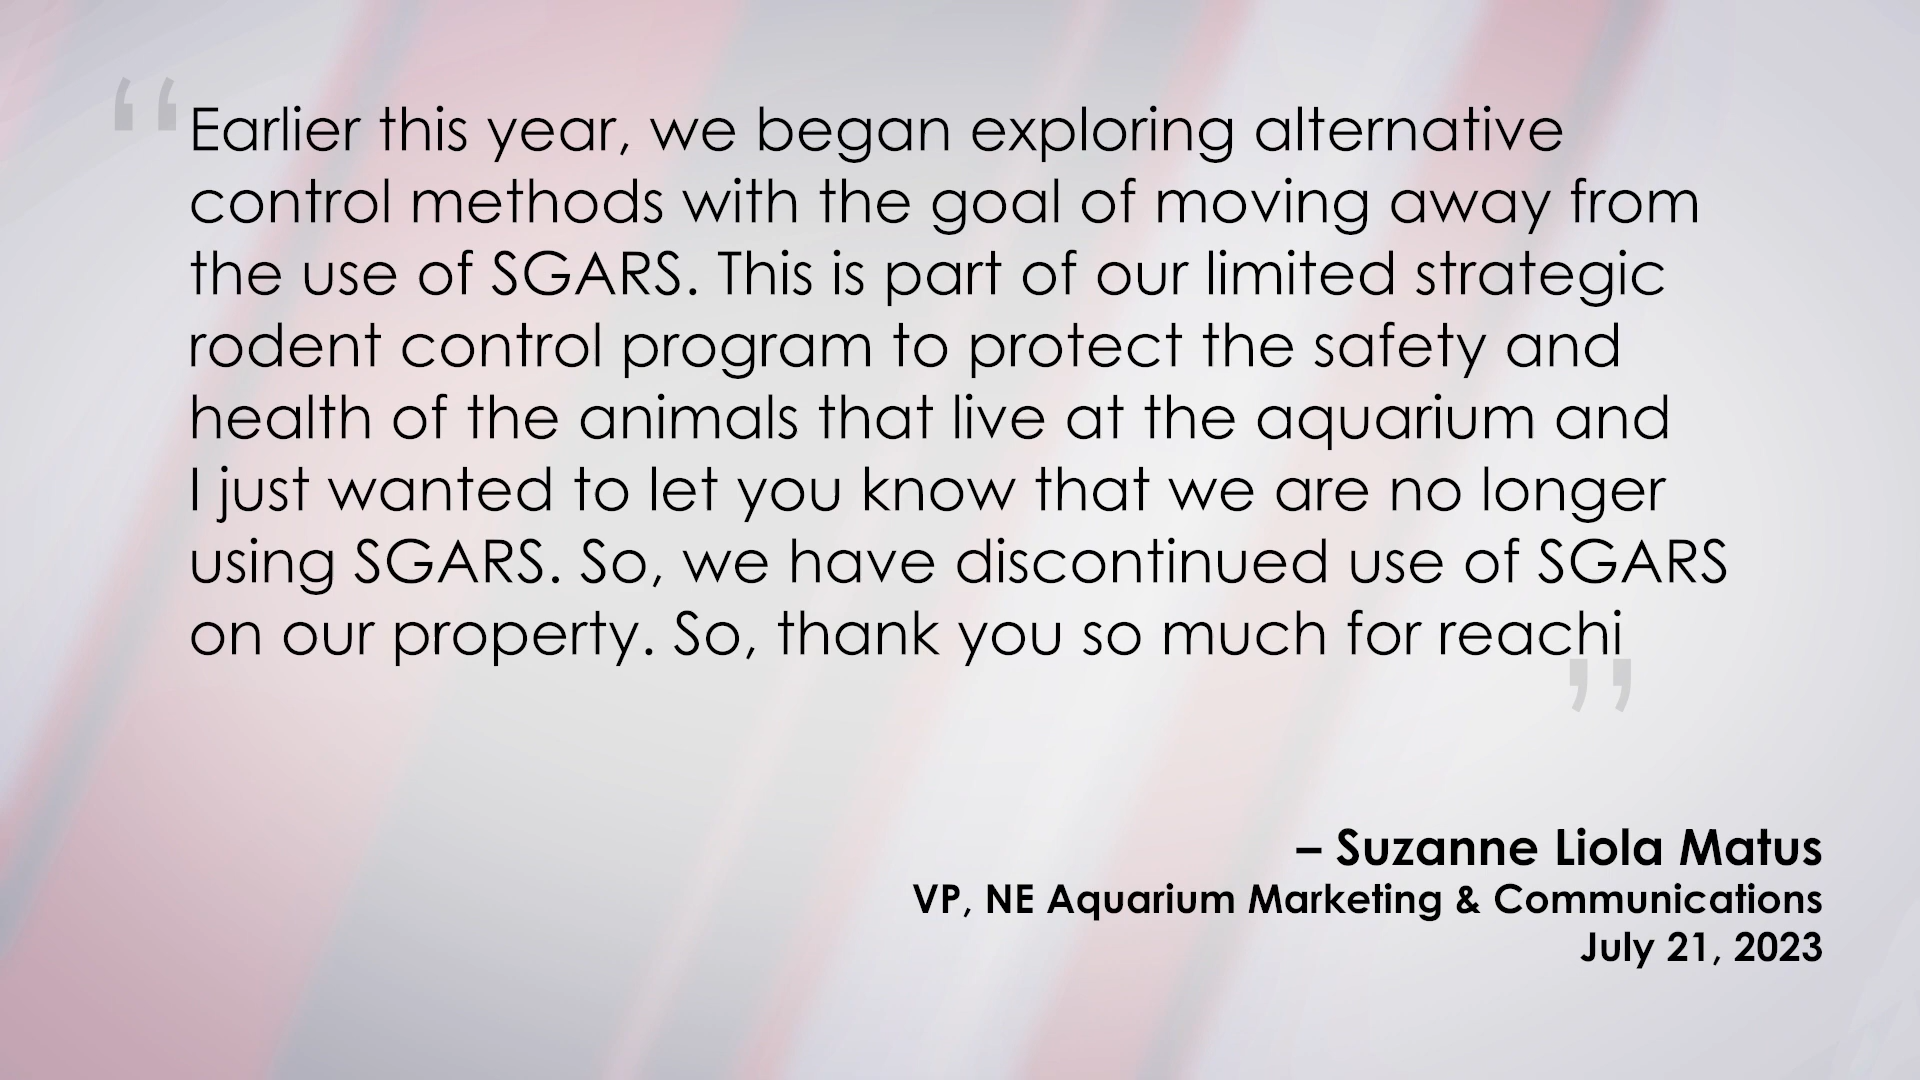 “Earlier this year, we began exploring alternative
control methods with the goal of moving away from
the use of SGARS. This is part of our limited strategic
rodent control program to protect the safety and
health of the animals that live at the aquarium and
I just wanted to let you know that we are no longer
using SGARS. So, we have discontinued use of SGARS
on our property. So, thank you so much for reachi”
– Suzanne Liola Matus
VP, NE Aquarium Marketing & Communications
July 21, 2023